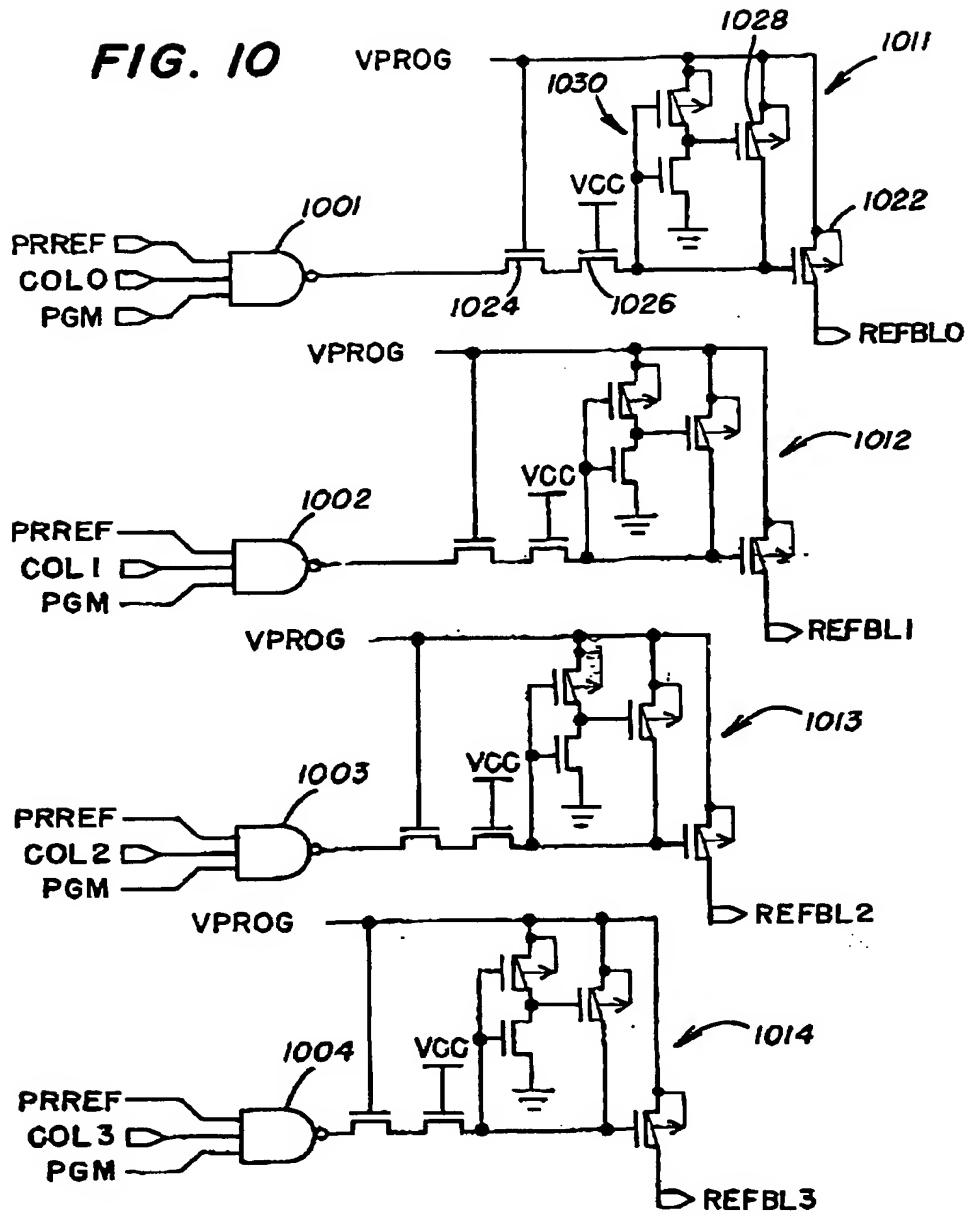 FIG. 10
VPROG
1028
1011
1030
VCC
1022
1001
PRREF
COL0
PGM
1024
1026
REFBL0
VPROG
1012
VCC
1002
PRREF
COL1
PGM
REFBL1
VPROG
1013
VCC
1003
PRREF
COL2
PGM
REFBL2
VPROG
1014
VCC
1004
PRREF
COL3
PGM
REFBL3